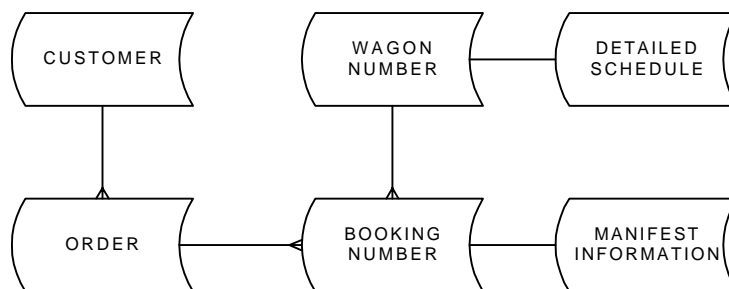 CUSTOMER
WAGON
NUMBER
DETAILED
SCHEDULE
ORDER
BOOKING
NUMBER
MANIFEST
INFORMATION